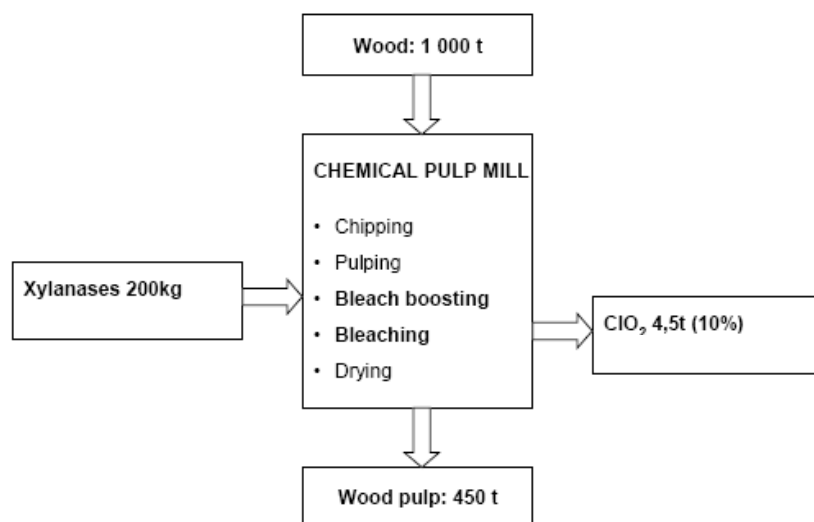 Wood: 1 000 t
CHEMICAL PULP MILL
• Chipping
• Pulping
• Bleach boosting
• Bleaching
• Drying
Xylanases 200kg
ClO₂ 4,5t (10%)
Wood pulp: 450 t